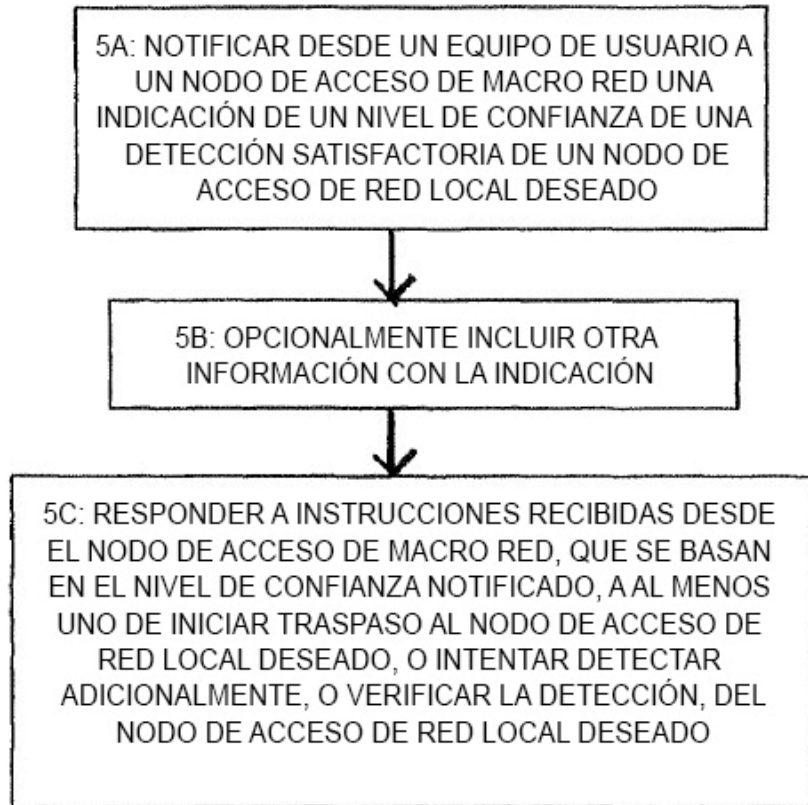 5A: NOTIFICAR DESDE UN EQUIPO DE USUARIO A
UN NODO DE ACCESO DE MACRO RED UNA
INDICACIÓN DE UN NIVEL DE CONFIANZA DE UNA
DETECCIÓN SATISFACTORIA DE UN NODO DE
ACCESO DE RED LOCAL DESEADO
5B: OPCIONALMENTE INCLUIR OTRA
INFORMACIÓN CON LA INDICACIÓN
5C: RESPONDER A INSTRUCCIONES RECIBIDAS DESDE
EL NODO DE ACCESO DE MACRO RED, QUE SE BASAN
EN EL NIVEL DE CONFIANZA NOTIFICADO, A AL MENOS
UNO DE INICIAR TRASPASO AL NODO DE ACCESO DE
RED LOCAL DESEADO, O INTENTAR DETECTAR
ADICIONALMENTE, O VERIFICAR LA DETECCIÓN, DEL
NODO DE ACCESO DE RED LOCAL DESEADO